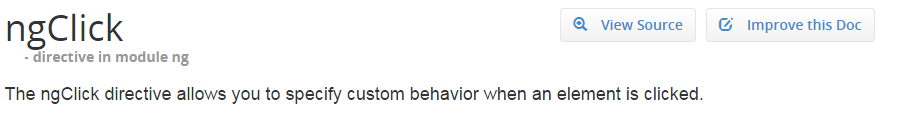 ngClick
View Source
Improve this Doc
- directive in module ng
The ngClick directive allows you to specify custom behavior when an element is clicked.